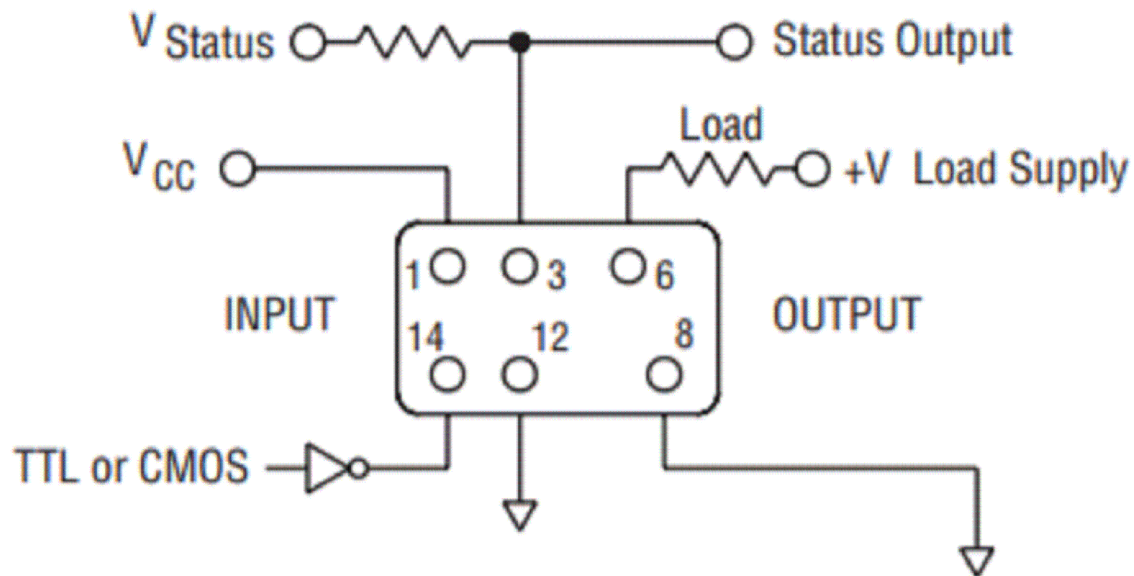 V Status
Status Output
Load
V CC
+V Load Supply
1
3
6
INPUT
OUTPUT
14
12
8
TTL or CMOS